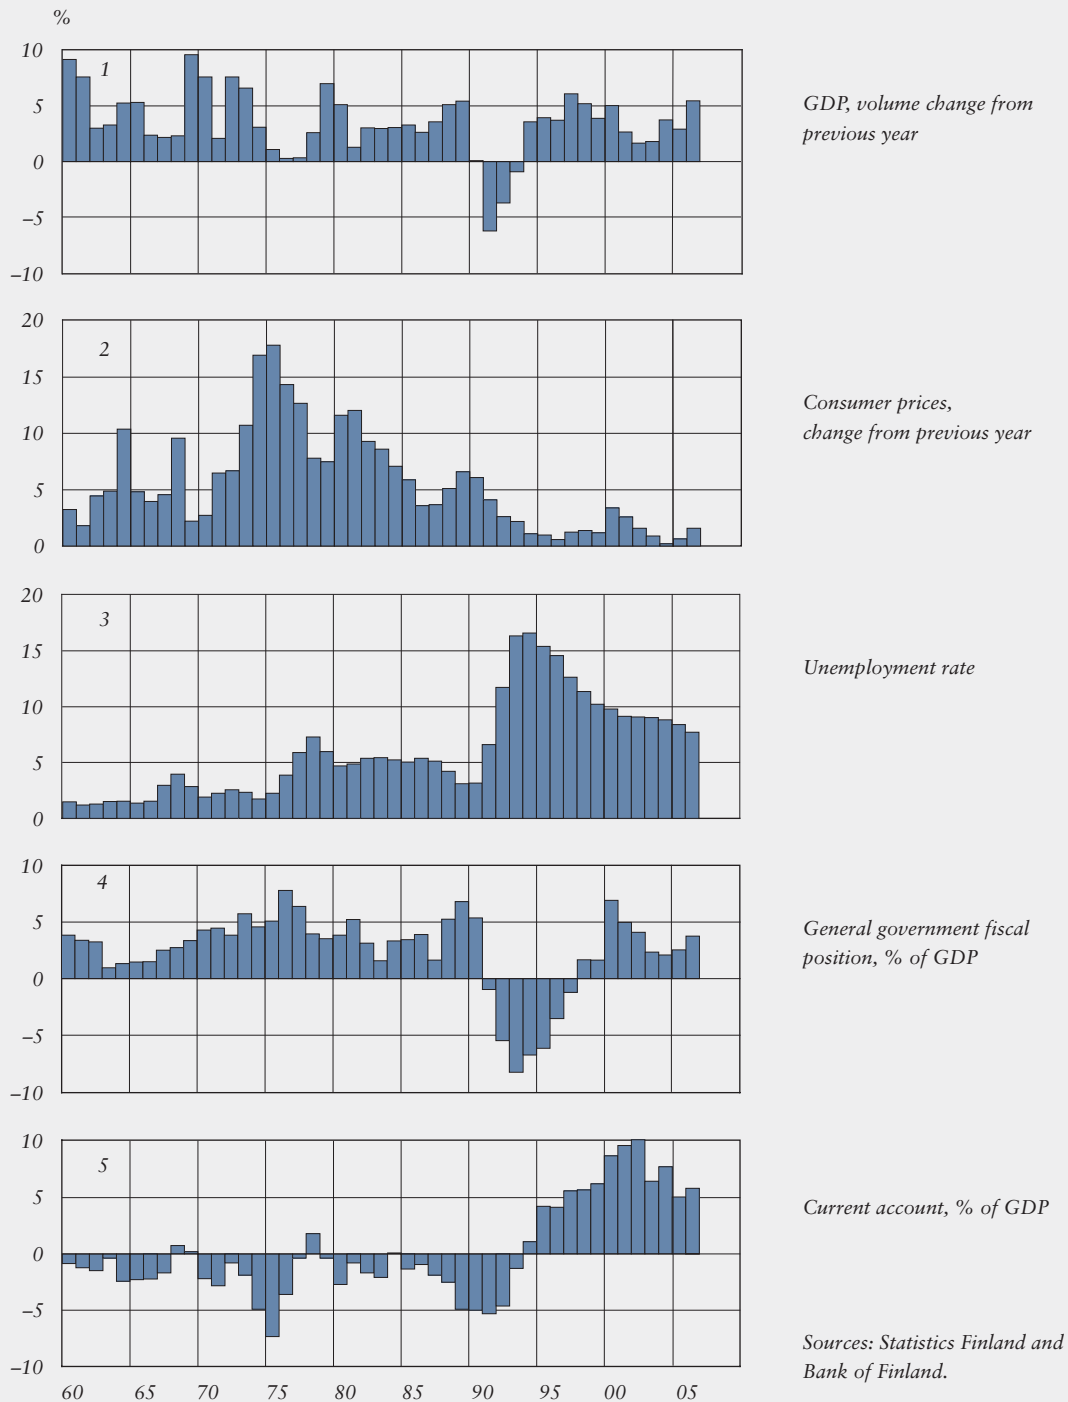 %
10
1
5
0
–5
–10
GDP, volume change from
previous year
20
2
15
10
5
0
Consumer prices,
change from previous year
20
3
15
10
5
0
Unemployment rate
10
4
5
0
–5
–10
General government fiscal
position, % of GDP
10
5
5
0
–5
–10
Current account, % of GDP
60 65 70 75 80 85 90 95 00 05
Sources: Statistics Finland and
Bank of Finland.